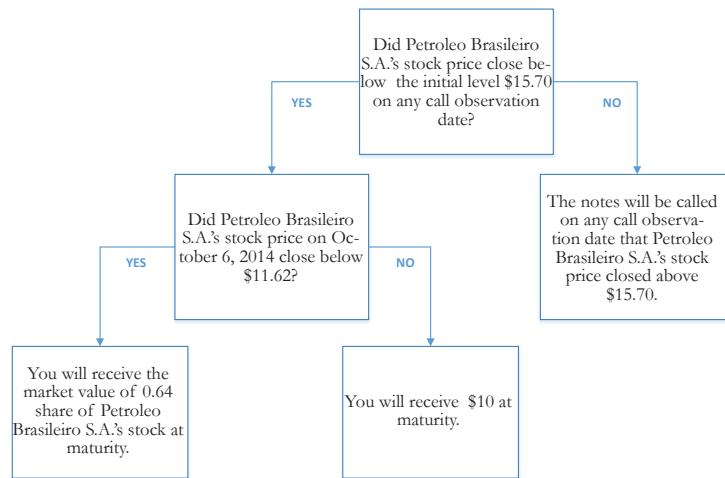 Did Petroleo Brasileiro
S.A.'s stock price close be-
low the initial level $15.70
on any call observation
date?
YES
NO
Did Petroleo Brasileiro
S.A.'s stock price on Oc-
tober 6, 2014 close below
$11.62?
The notes will be called
on any call observa-
tion date that Petroleo
Brasileiro S.A.'s stock
price closed above
$15.70.
YES
NO
You will receive the
market value of 0.64
share of Petroleo
Brasileiro S.A.'s stock at
maturity.
You will receive $10 at
maturity.